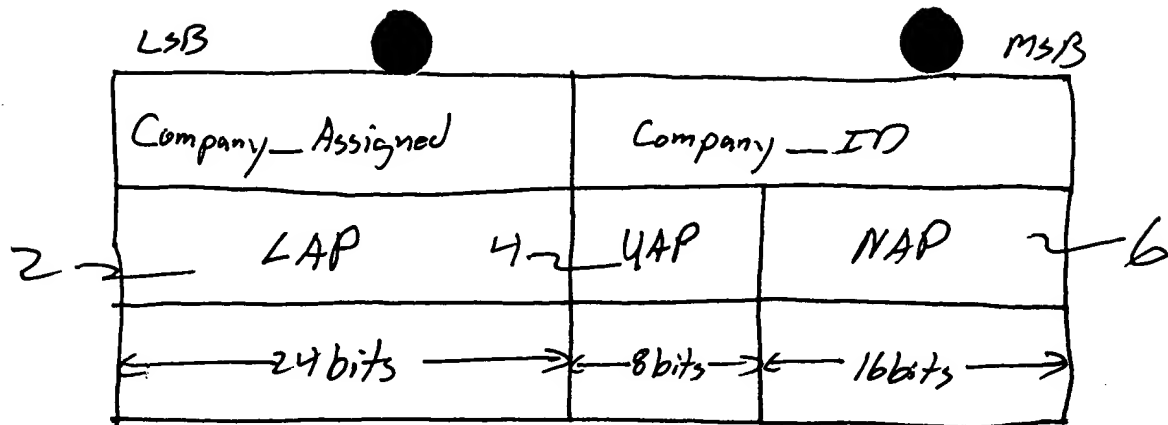 LSB MSB
Company_Assigned Company_ID
2 LAP 4 UAP NAP 6
24 bits 8 bits 16 bits